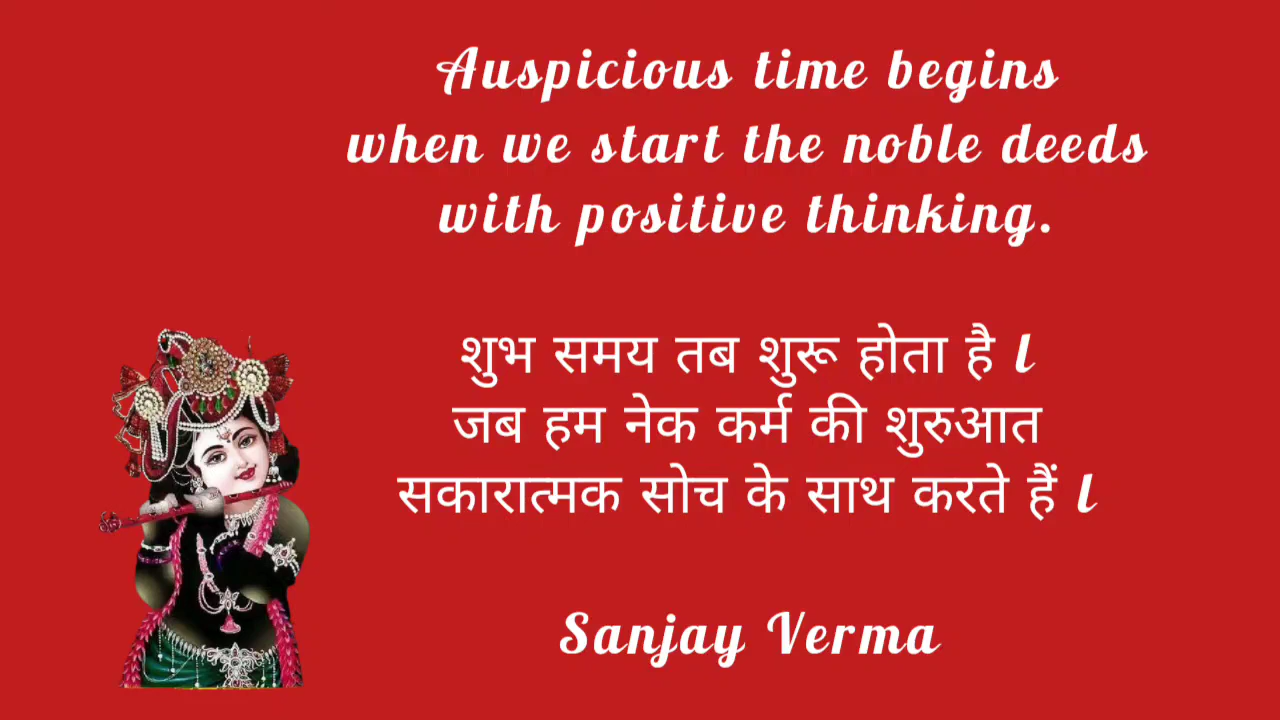 Auspicious time begins
when we start the noble deeds
with positive thinking.
शुभ समय तब शुरू होता है l
जब हम नेक कर्म की शुरुआत
सकारात्मक सोच के साथ करते हैं l
Sanjay Verma